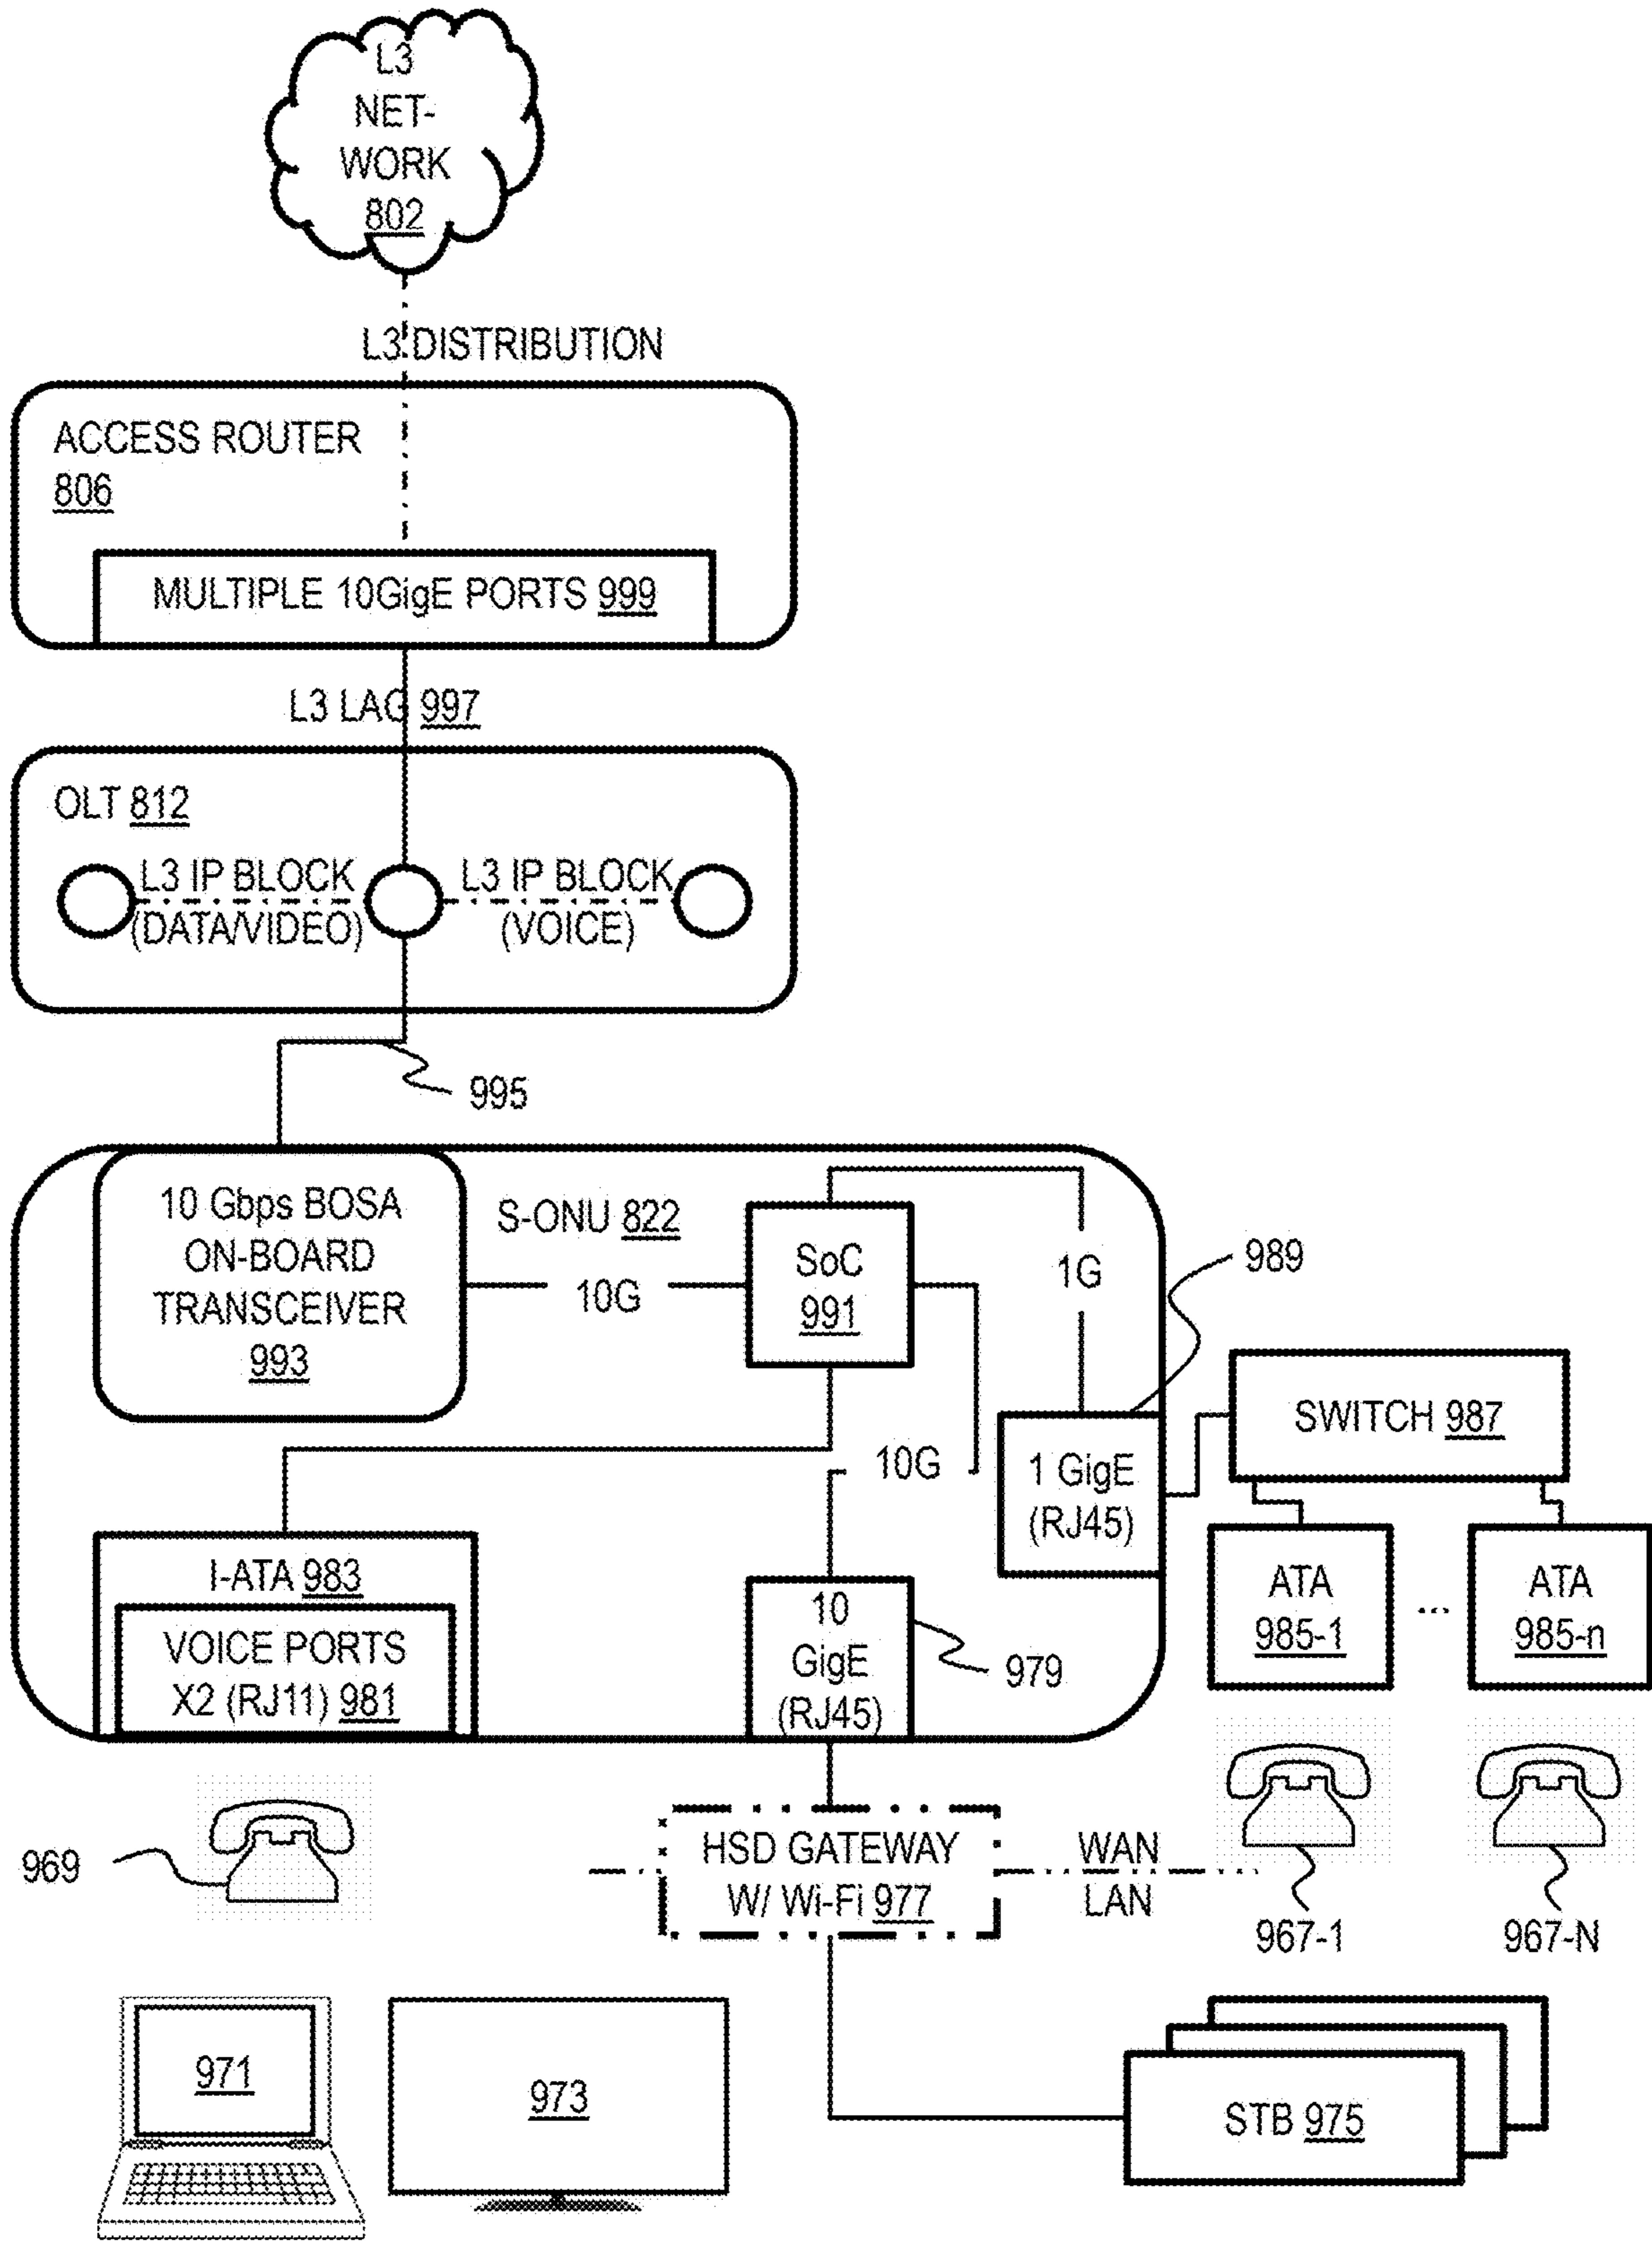 L3
NET-
WORK
802
L3 DISTRIBUTION
ACCESS ROUTER
806
MULTIPLE 10GigE PORTS 999
L3 LAG 997
OLT 812
L3 IP BLOCK
(DATA/VIDEO)
L3 IP BLOCK
(VOICE)
995
10 Gbps BOSA
ON-BOARD
TRANSCEIVER
993
S-ONU 822
10G
SoC
991
1G
989
SWITCH 987
10G
1 GigE
(RJ45)
ATA
985-1
...
ATA
985-n
I-ATA 983
VOICE PORTS
X2 (RJ11) 981
10
GigE
(RJ45)
979
969
HSD GATEWAY
W/ Wi-Fi 977
WAN
LAN
967-1
967-N
971
973
STB 975